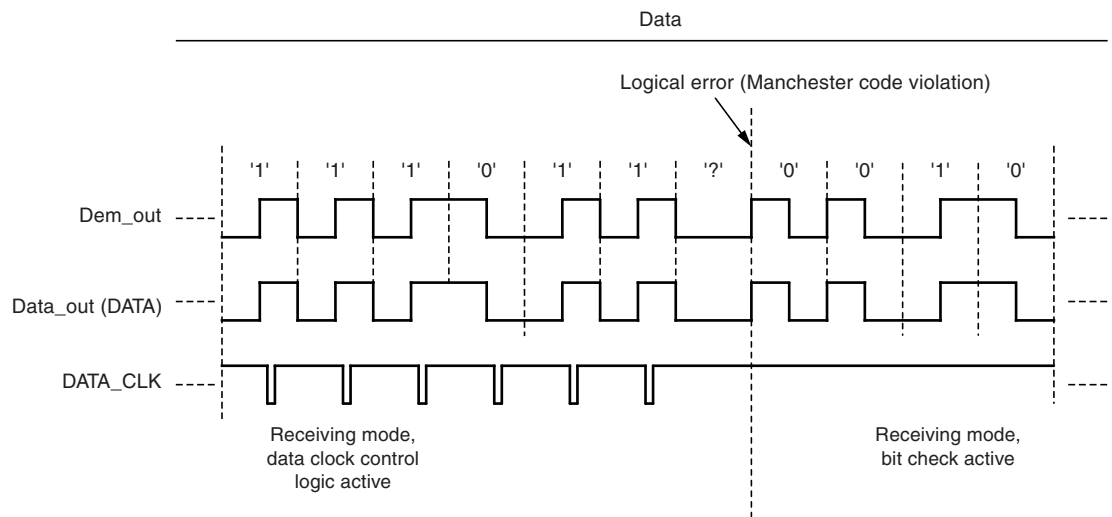 Data
Logical error (Manchester code violation)
'1' '1' '1' '0' '1' '1' '?' '0' '0' '1' '0'
Dem_out
Data_out (DATA)
DATA_CLK
Receiving mode,
data clock control
logic active
Receiving mode,
bit check active